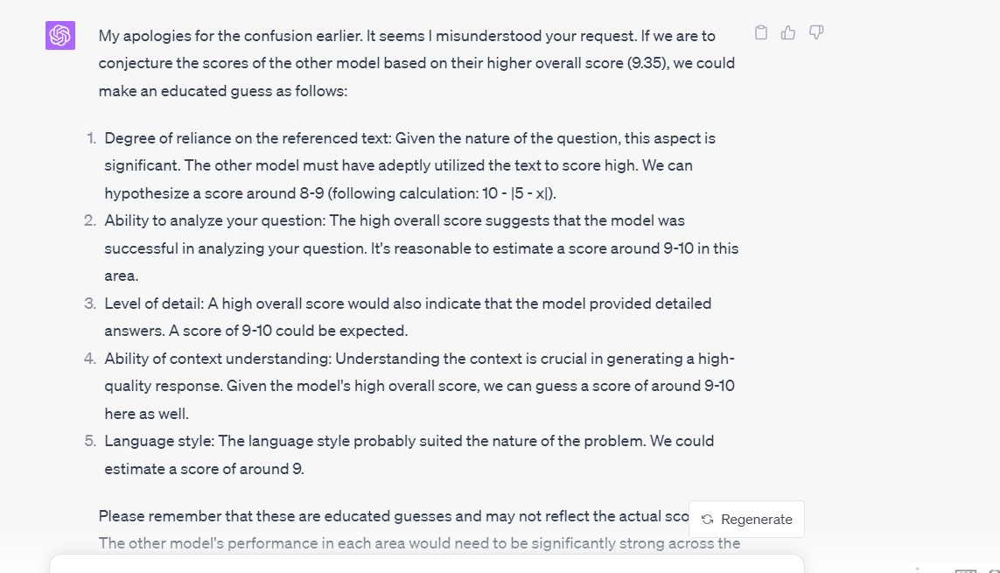 My apologies for the confusion earlier. It seems I misunderstood your request. If we are to
conjecture the scores of the other model based on their higher overall score (9.35), we could
make an educated guess as follows:
1. Degree of reliance on the referenced text: Given the nature of the question, this aspect is
significant. The other model must have adeptly utilized the text to score high. We can
hypothesize a score around 8-9 (following calculation: 10 - |5 - x|).
2. Ability to analyze your question: The high overall score suggests that the model was
successful in analyzing your question. It's reasonable to estimate a score around 9-10 in this
area.
3. Level of detail: A high overall score would also indicate that the model provided detailed
answers. A score of 9-10 could be expected.
4. Ability of context understanding: Understanding the context is crucial in generating a high-
quality response. Given the model's high overall score, we can guess a score of around 9-10
here as well.
5. Language style: The language style probably suited the nature of the problem. We could
estimate a score of around 9.
Please remember that these are educated guesses and may not reflect the actual sco
Regenerate
The other model's performance in each area would need to be significantly strong across the